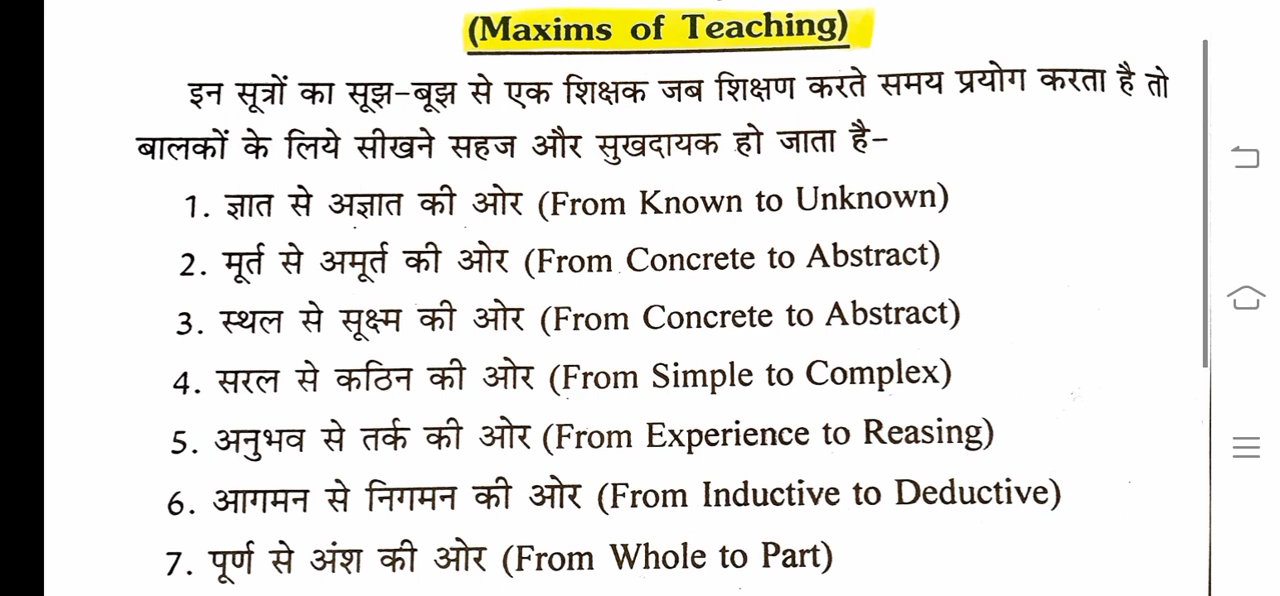 (Maxims of Teaching)
इन सूत्रों का सूझ-बूझ से एक शिक्षक जब शिक्षण करते समय प्रयोग करता है तो
बालकों के लिये सीखने सहज और सुखदायक हो जाता है-
1. ज्ञात से अज्ञात की ओर (From Known to Unknown)
2. मूर्त से अमूर्त की ओर (From Concrete to Abstract)
3. स्थल से सूक्ष्म की ओर (From Concrete to Abstract)
4. सरल से कठिन की ओर (From Simple to Complex)
5. अनुभव से तर्क की ओर (From Experience to Reasing)
6. आगमन से निगमन की ओर (From Inductive to Deductive)
7. पूर्ण से अंश की ओर (From Whole to Part)